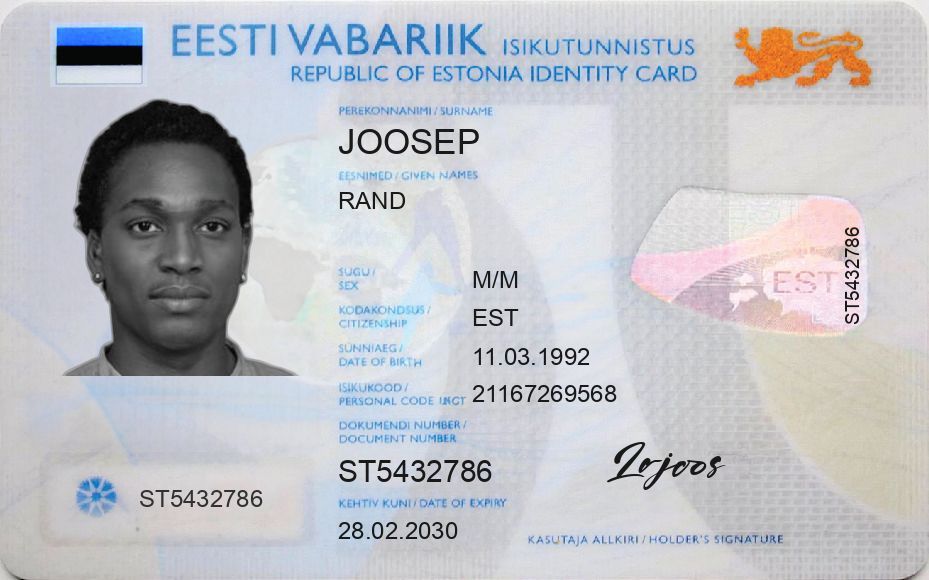 EESTI VABARIIK ISIKUTUNNISTUS
REPUBLIC OF ESTONIA IDENTITY CARD
PEREKONNANIMI / SURNAME
JOOSEP
EESNIMED / GIVEN NAMES
RAND
SUGU /
SEX
M/M
KODAKONDSUS /
CITIZENSHIP
EST
SÜNNIAEG /
DATE OF BIRTH
11.03.1992
ISIKUKOOD /
PERSONAL CODE
21167269568
DOKUMENDI NUMBER /
DOCUMENT NUMBER
ST5432786
KEHTIV KUNI / DATE OF EXPIRY
28.02.2030
ST5432786
EST
ST5432786
KASUTAJA ALLKIRI / HOLDER'S SIGNATURE